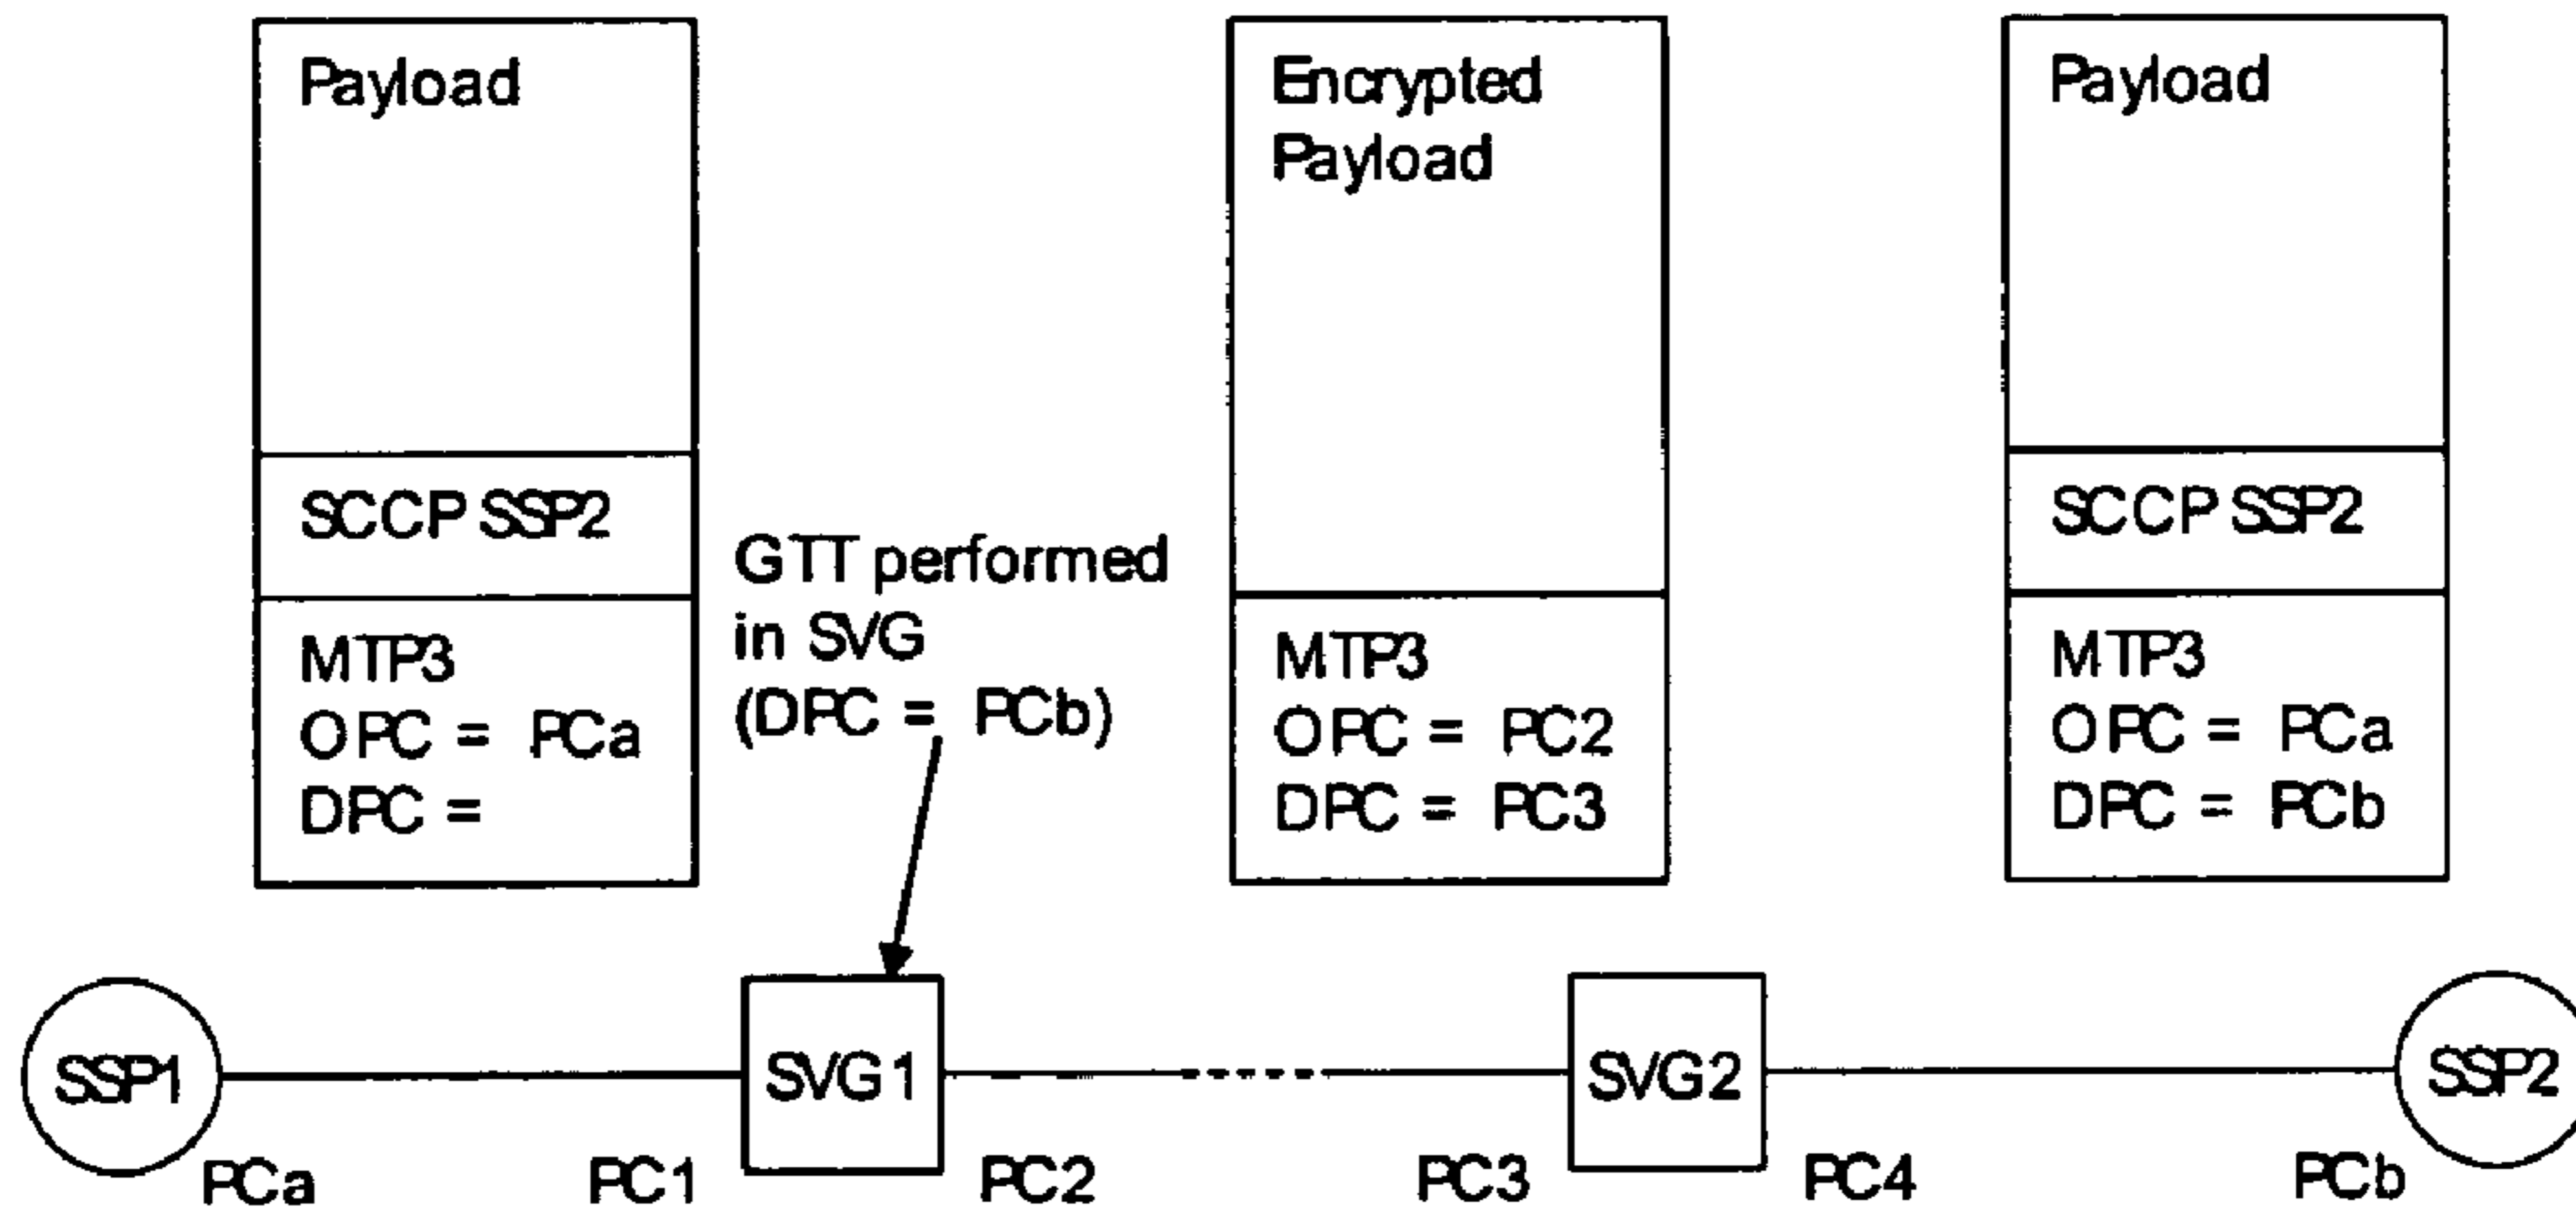 Payload
SCCP SSP2
MTP3
OPC = PCa
DPC =
GTT performed
in SVG
(DPC = PCb)
Encrypted
Payload
MTP3
OPC = PC2
DPC = PC3
Payload
SCCP SSP2
MTP3
OPC = PCa
DPC = PCb
SSP1
SVG1
SVG2
SSP2
PCa
PC1
PC2
PC3
PC4
PCb